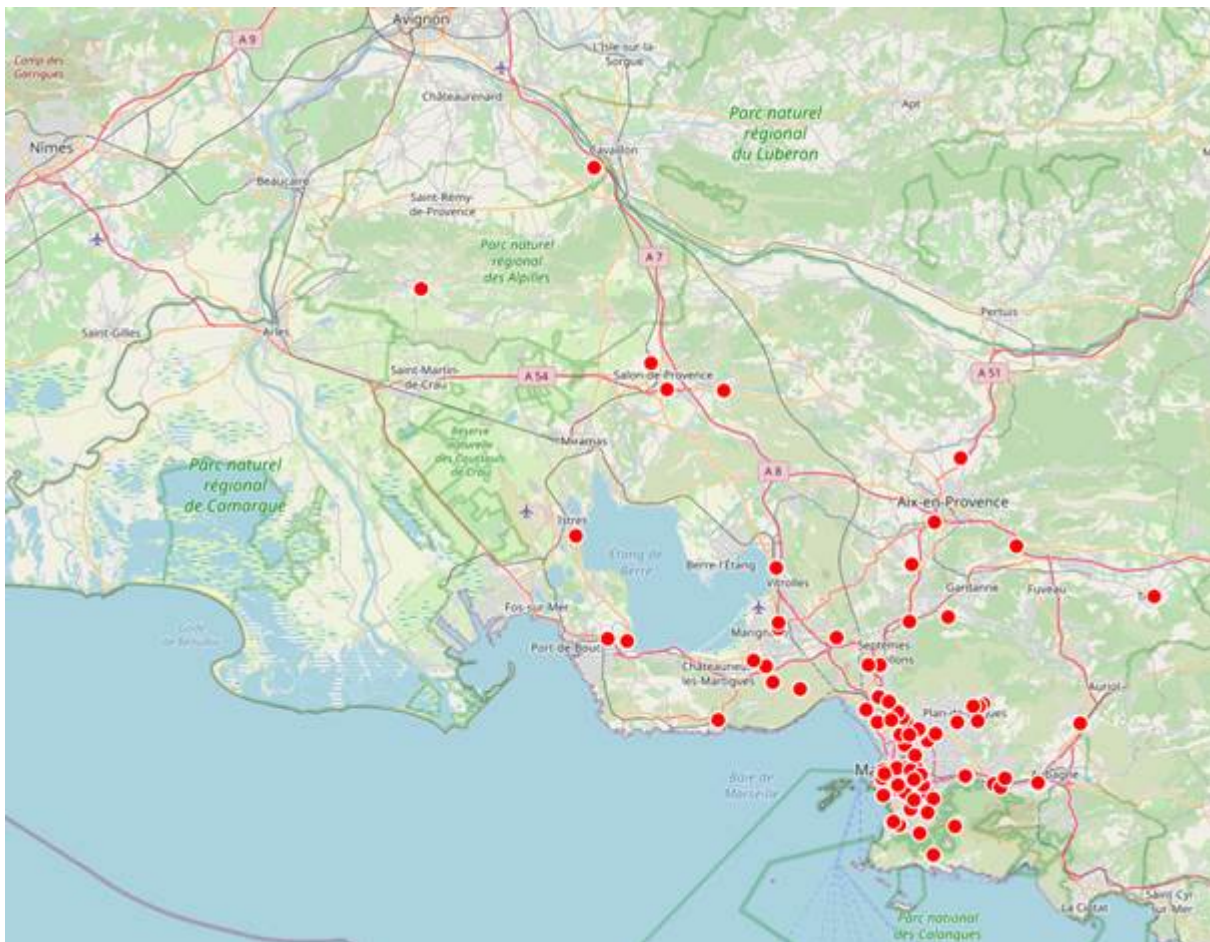 Avignon
A 9
L'Isle-sur-la-
Sorgue
Camp des
Garrigues
Châteaurenard
Apt
Parc naturel
régional
du Luberon
Nîmes
Cavaillon
Beaucaire
Saint-Rémy-
de-Provence
Parc naturel
régional
des Alpilles
A 7
Pertuis
Saint-Gilles
Arles
Saint-Martin-
de-Crau
A 54
Salon-de-Provence
A 51
Réserve
naturelle
des Coussouls
de Crau
Miramas
Parc naturel
régional
de Camargue
A 8
Aix-en-Provence
Istres
Étang de
Berre
Berre-l'Étang
Vitrolles
Gardanne
Fuveau
Fos-sur-Mer
Port-de-Bouc
Marignane
Septèmes
llons
Châteauneuf-
les-Martigues
Auriol
Plan-de-
ques
Ma
bagne
Baie de
Marseille
La Ciotat
Saint-Cyr
sur-Mer
Parc national
des Calanques